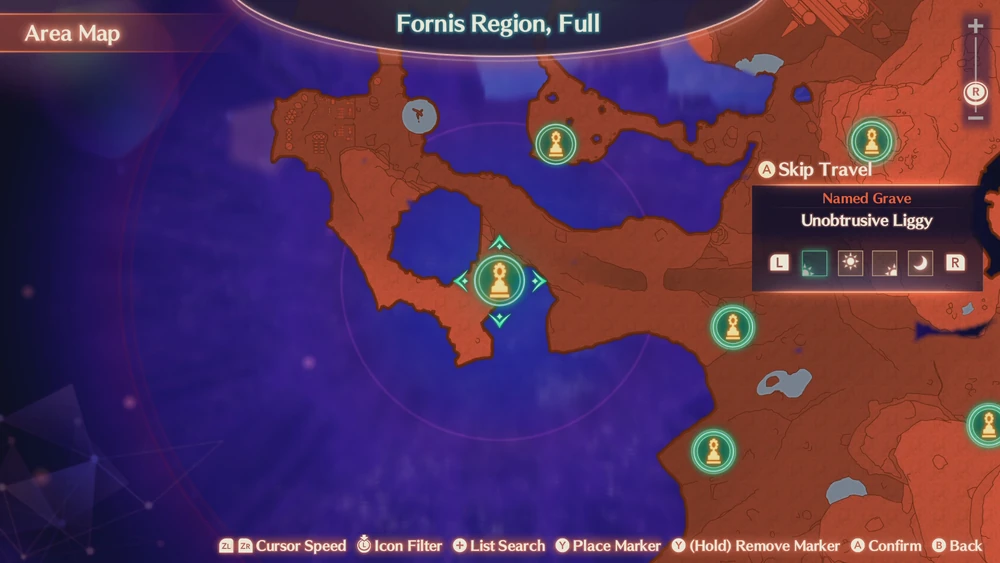 Area Map
Fornis Region, Full
R
A Skip Travel
Named Grave
Unobtrusive Liggy
L R
ZL ZR Cursor Speed L Icon Filter List Search Y Place Marker Y (Hold) Remove Marker A Confirm B Back